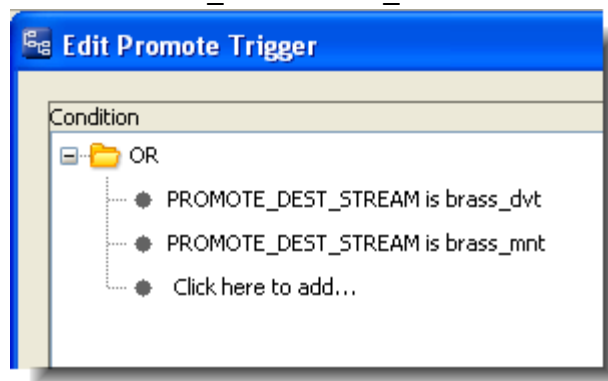 Edit Promote Trigger
Condition
OR
PROMOTE_DEST_STREAM is brass_dvt
PROMOTE_DEST_STREAM is brass_mnt
Click here to add...